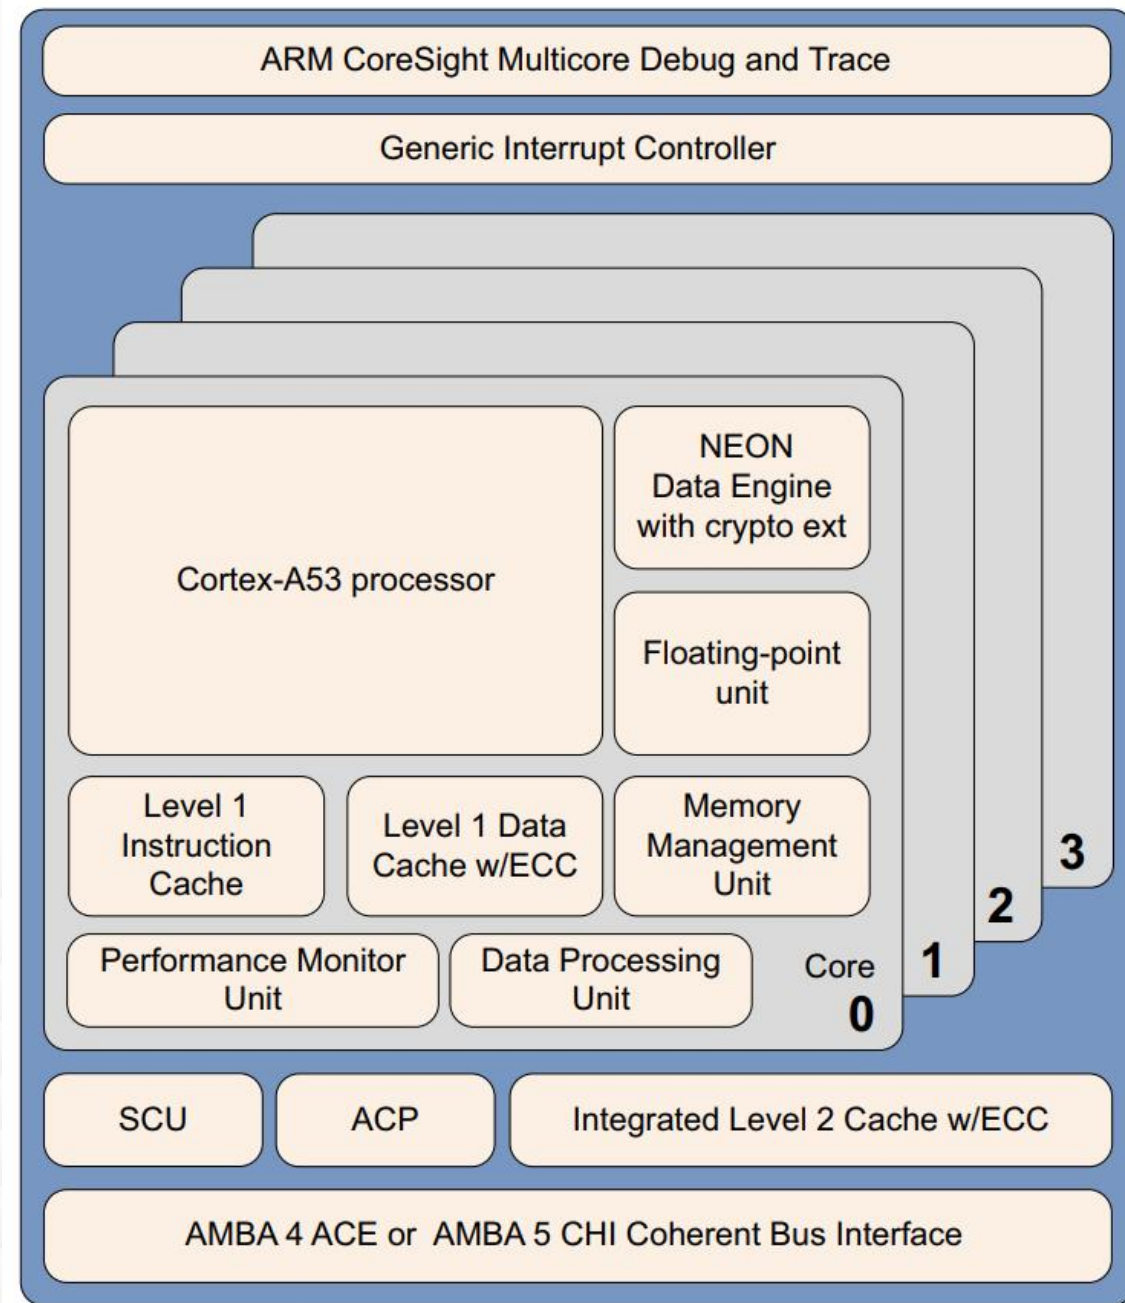 ARM CoreSight Multicore Debug and Trace
Generic Interrupt Controller
Cortex-A53 processor
NEON
Data Engine
with crypto ext
Floating-point
unit
Level 1
Instruction
Cache
Level 1 Data
Cache w/ECC
Memory
Management
Unit
Performance Monitor
Unit
Data Processing
Unit
Core
0
1
2
3
SCU
ACP
Integrated Level 2 Cache w/ECC
AMBA 4 ACE or AMBA 5 CHI Coherent Bus Interface